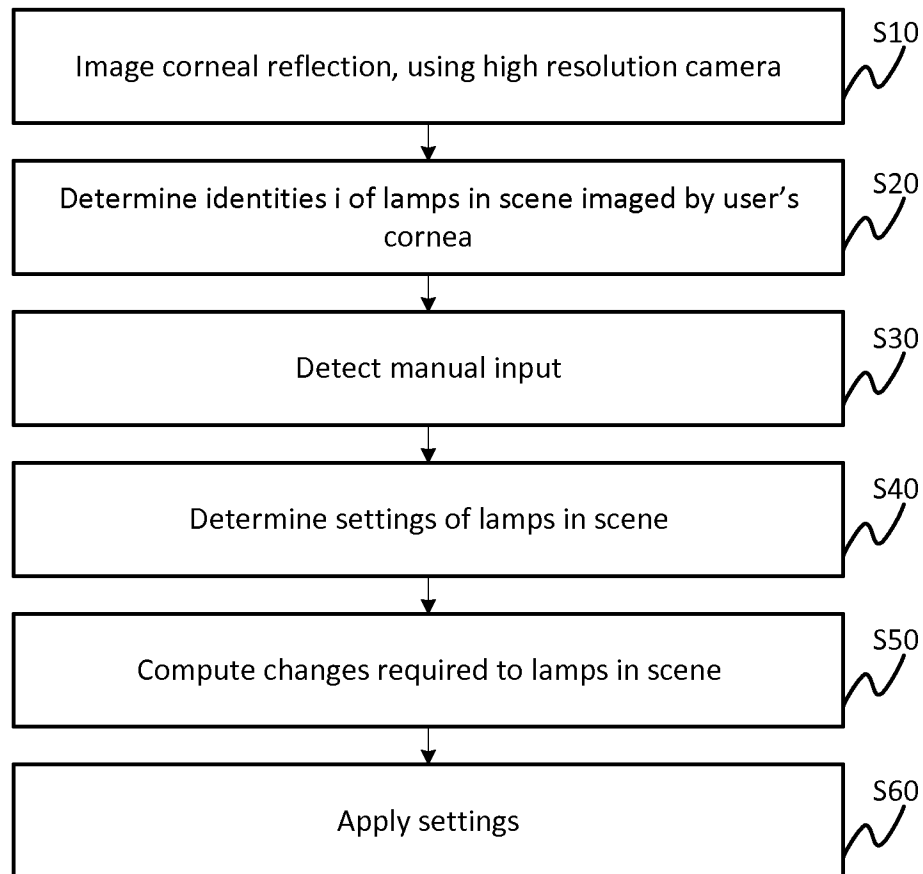 S10
Image corneal reflection, using high resolution camera
S20
Determine identities i of lamps in scene imaged by user's
cornea
S30
Detect manual input
S40
Determine settings of lamps in scene
S50
Compute changes required to lamps in scene
S60
Apply settings